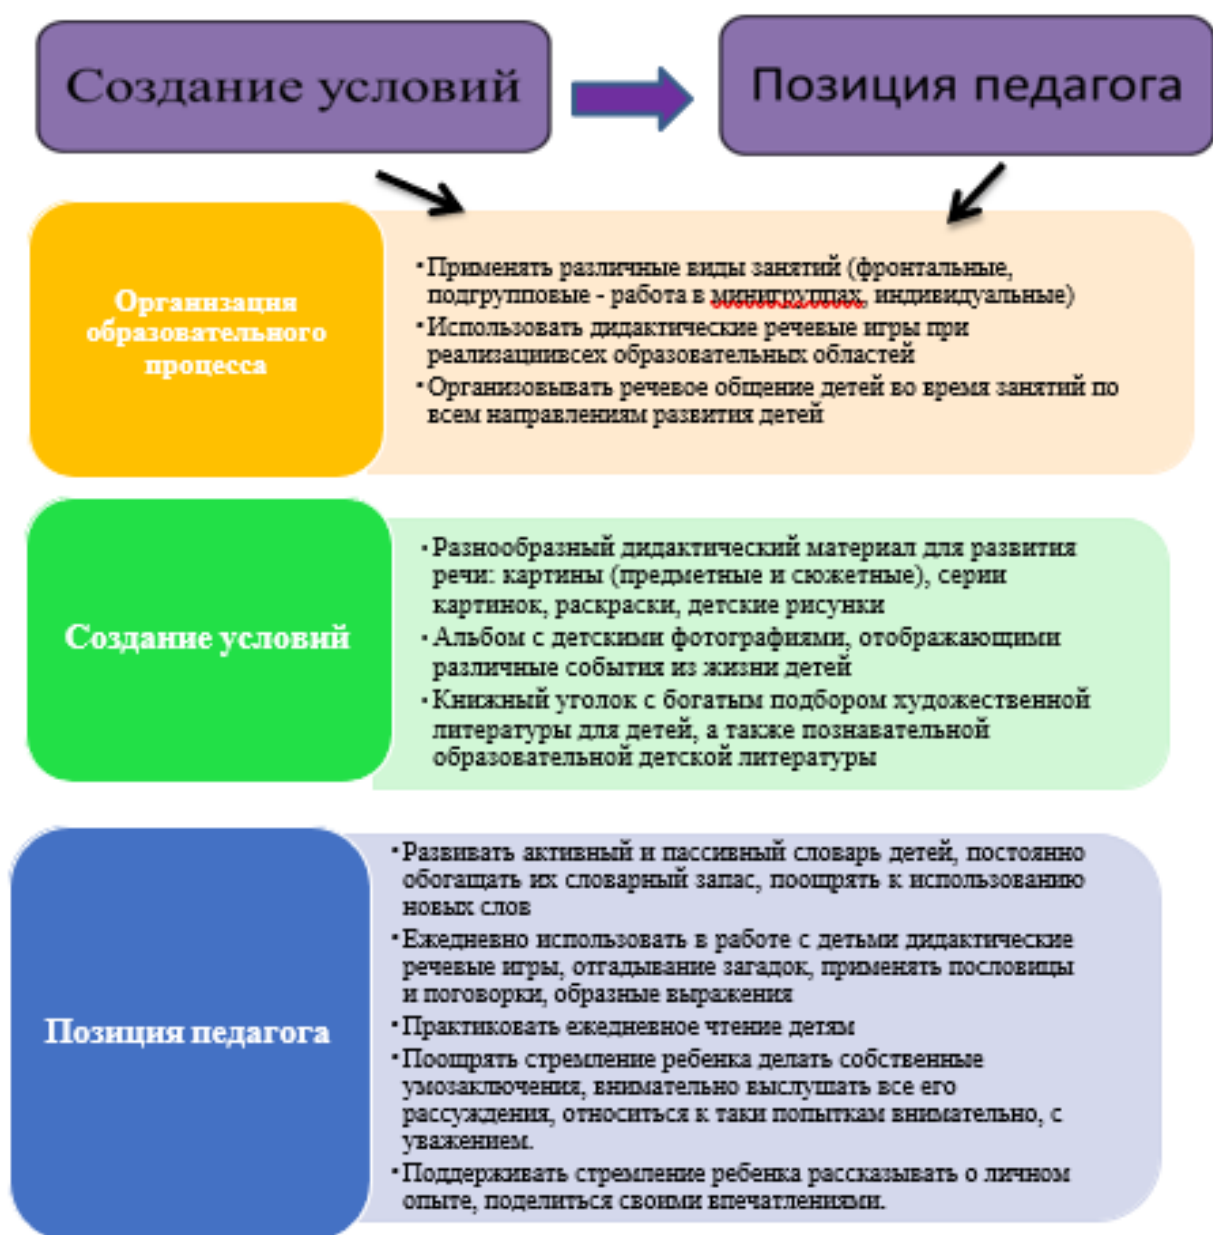 Создание условий
Позиция педагога
Организация
образовательного
процесса
•Применять различные виды занятий (фронтальные,
подгрупповые - работа в минигруппах, индивидуальные)
•Использовать дидактические речевые игры при
реализациивсех образовательных областей
•Организовывать речевое общение детей во время занятий по
всем направлениям развития детей
Создание условий
•Разнообразный дидактический материал для развития
речи: картины (предметные и сюжетные), серии
картинок, раскраски, детские рисунки
•Альбом с детскими фотографиями, отображающими
различные события из жизни детей
•Книжный уголок с богатым подбором художественной
литературы для детей, а также познавательной
образовательной детской литературы
Позиция педагога
•Развивать активный и пассивный словарь детей, постоянно
обогащать их словарный запас, поощрять к использованию
новых слов
•Ежедневно использовать в работе с детьми дидактические
речевые игры, отгадывание загадок, применять пословицы
и поговорки, образные выражения
•Практиковать ежедневное чтение детям
•Поощрять стремление ребенка делать собственные
умозаключения, внимательно выслушать все его
рассуждения, относиться к таки попыткам внимательно, с
уважением.
•Поддерживать стремление ребенка рассказывать о личном
опыте, поделиться своими впечатлениями.